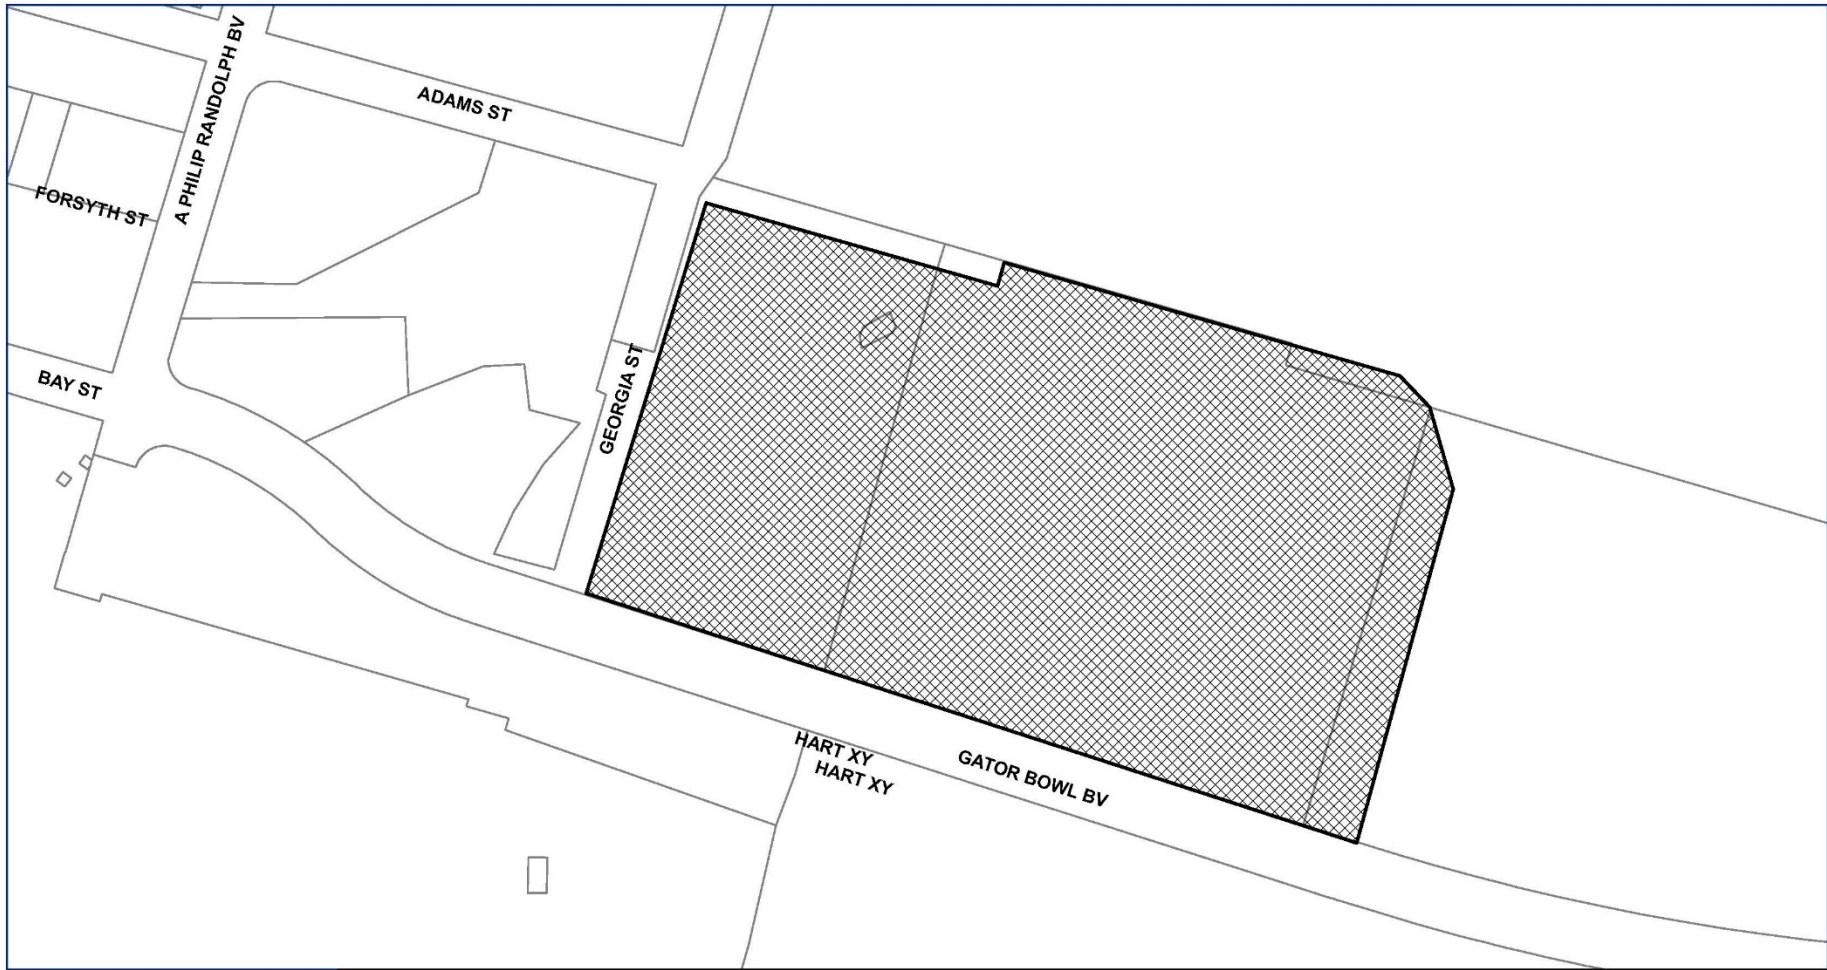 A PHILIP RANDOLPH BV
ADAMS ST
FORSYTH ST
BAY ST
GEORGIA ST
HART XY
HART XY
GATOR BOWL BV